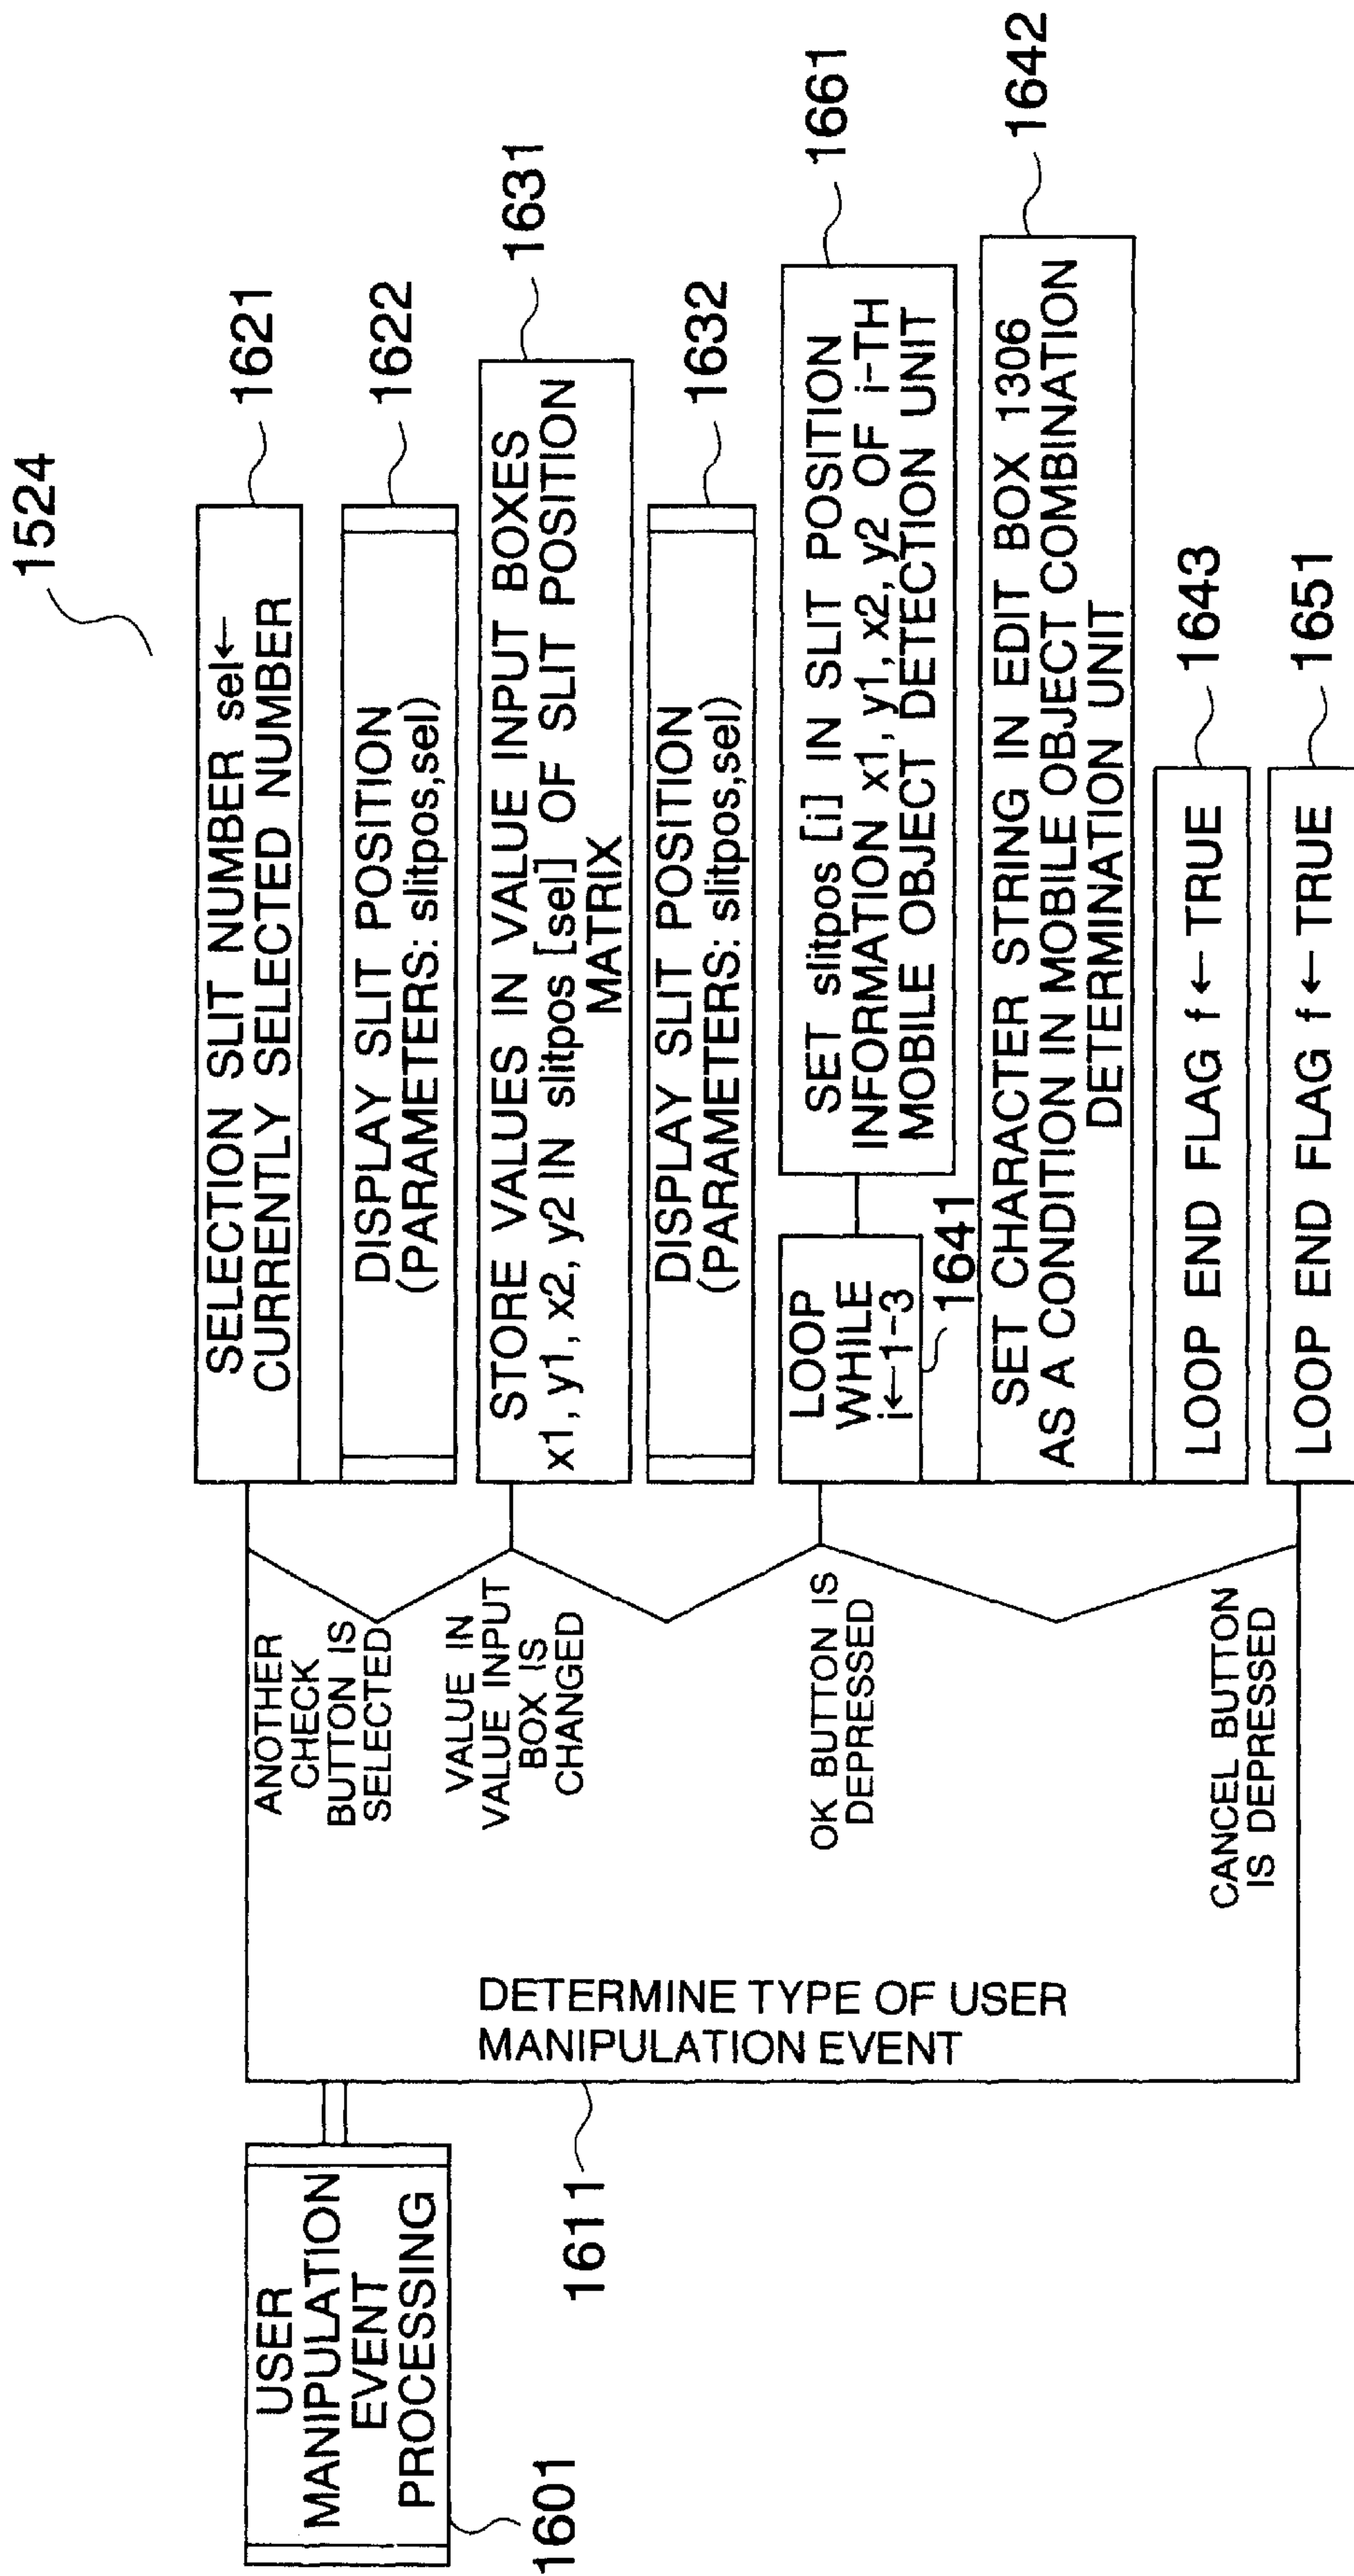 1524
USER
MANIPULATION
EVENT
PROCESSING
1601
DETERMINE TYPE OF USER
MANIPULATION EVENT
1611
ANOTHER
CHECK
BUTTON IS
SELECTED
SELECTION SLIT NUMBER sel←
CURRENTLY SELECTED NUMBER
1621
DISPLAY SLIT POSITION
(PARAMETERS: slitpos,sel)
1622
VALUE IN
VALUE INPUT
BOX IS
CHANGED
STORE VALUES IN VALUE INPUT BOXES
x1, y1, x2, y2 IN slitpos [sel] OF SLIT POSITION
MATRIX
1631
DISPLAY SLIT POSITION
(PARAMETERS: slitpos,sel)
1632
OK BUTTON IS
DEPRESSED
LOOP
WHILE
i←1-3
1641
SET slitpos [i] IN SLIT POSITION
INFORMATION x1, y1, x2, y2 OF i-TH
MOBILE OBJECT DETECTION UNIT
1661
SET CHARACTER STRING IN EDIT BOX 1306
AS A CONDITION IN MOBILE OBJECT COMBINATION
DETERMINATION UNIT
1642
LOOP END FLAG f ← TRUE
1643
CANCEL BUTTON
IS DEPRESSED
LOOP END FLAG f ← TRUE
1651